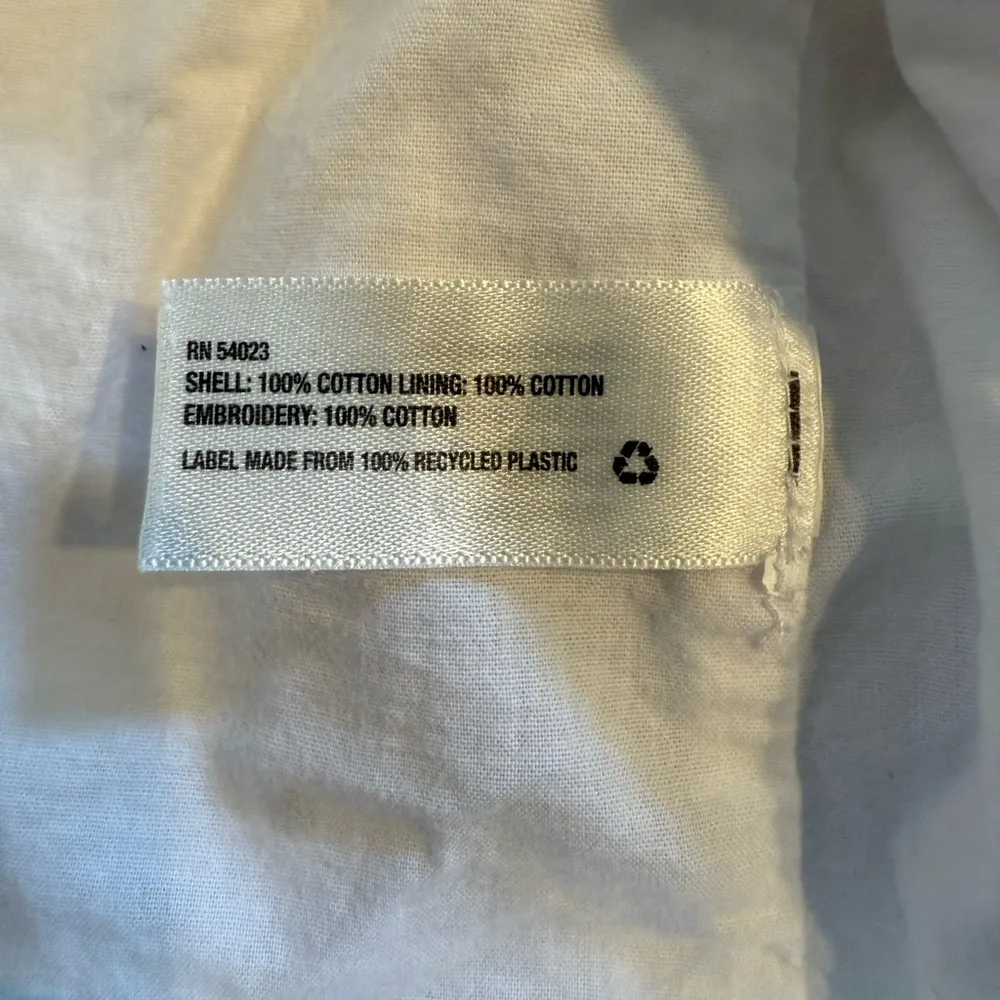 RN 54023
SHELL: 100% COTTON LINING: 100% COTTON
EMBROIDERY: 100% COTTON
LABEL MADE FROM 100% RECYCLED PLASTIC